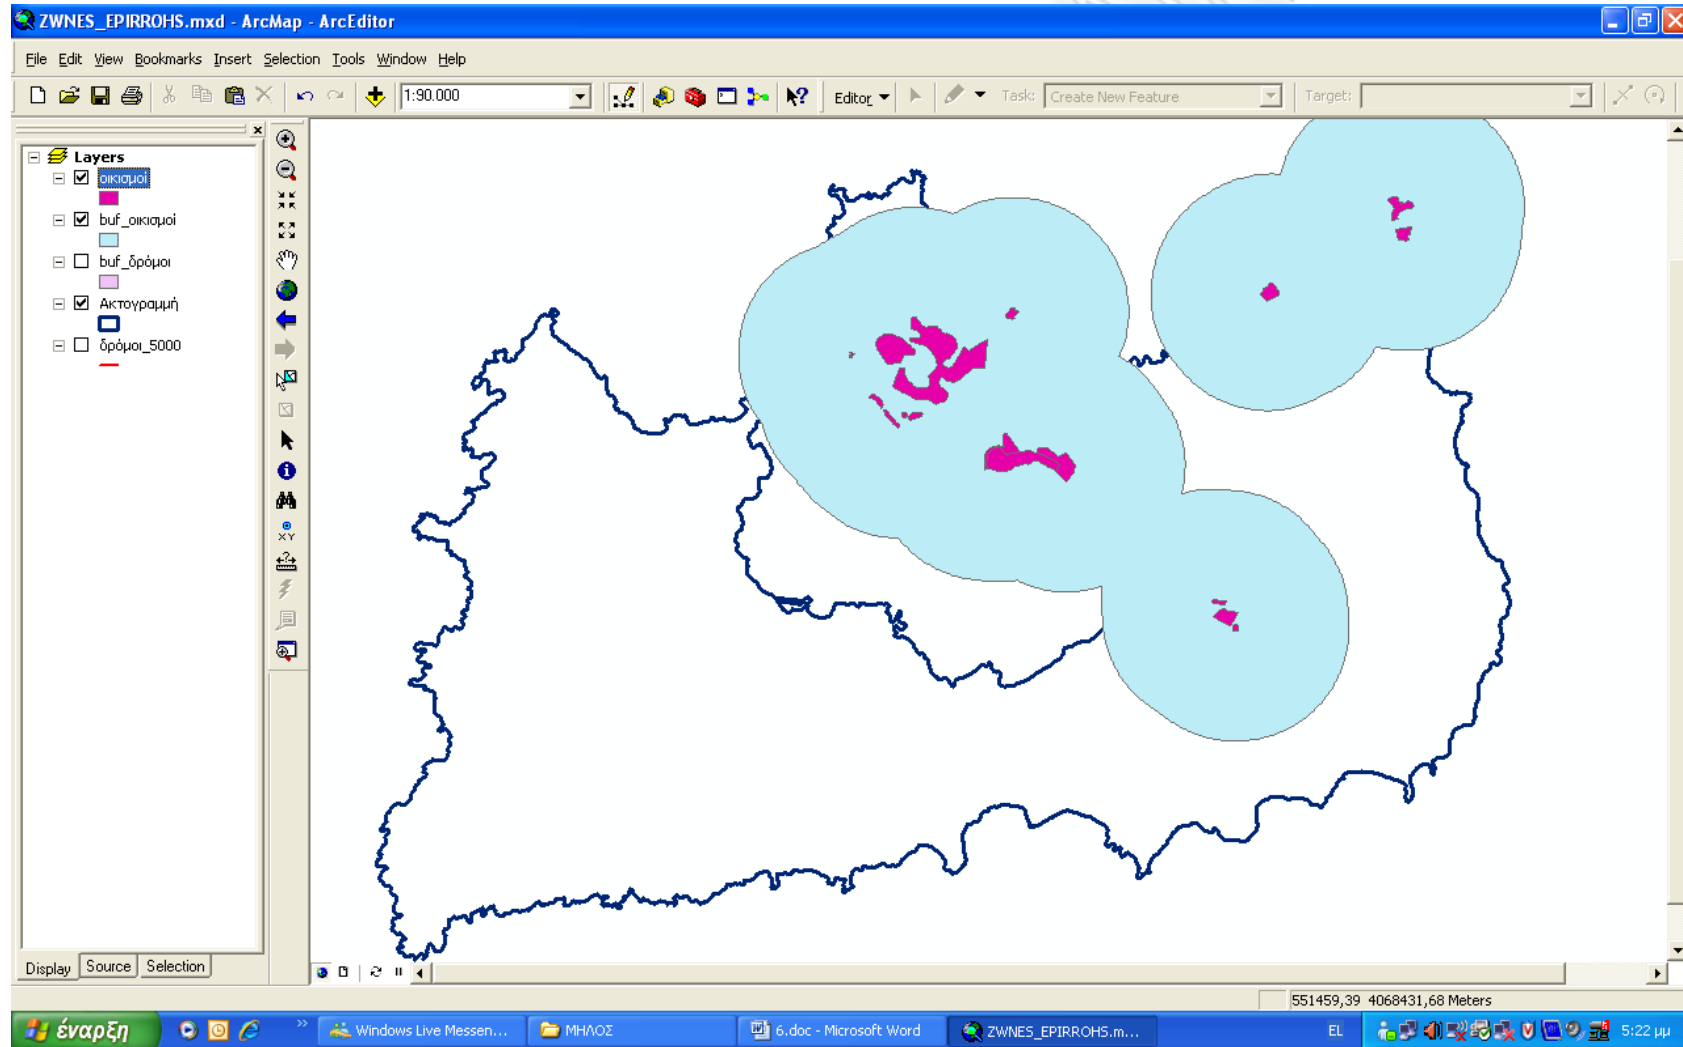 ZWNES_EPIRROHS.mxd - ArcMap - ArcEditor
File Edit View Bookmarks Insert Selection Tools Window Help
1:90.000
Editor
Task: Create New Feature
Target:
Layers
οικισμοί
buf_οικισμοί
buf_δρόμοι
Ακτογραμμή
δρόμοι_5000
XY
Display Source Selection
551459,39 4068431,68 Meters
έναρξη
Windows Live Messen...
ΜΗΛΟΣ
6.doc - Microsoft Word
ZWNES_EPIRROHS.m...
EL
5:22 μμ